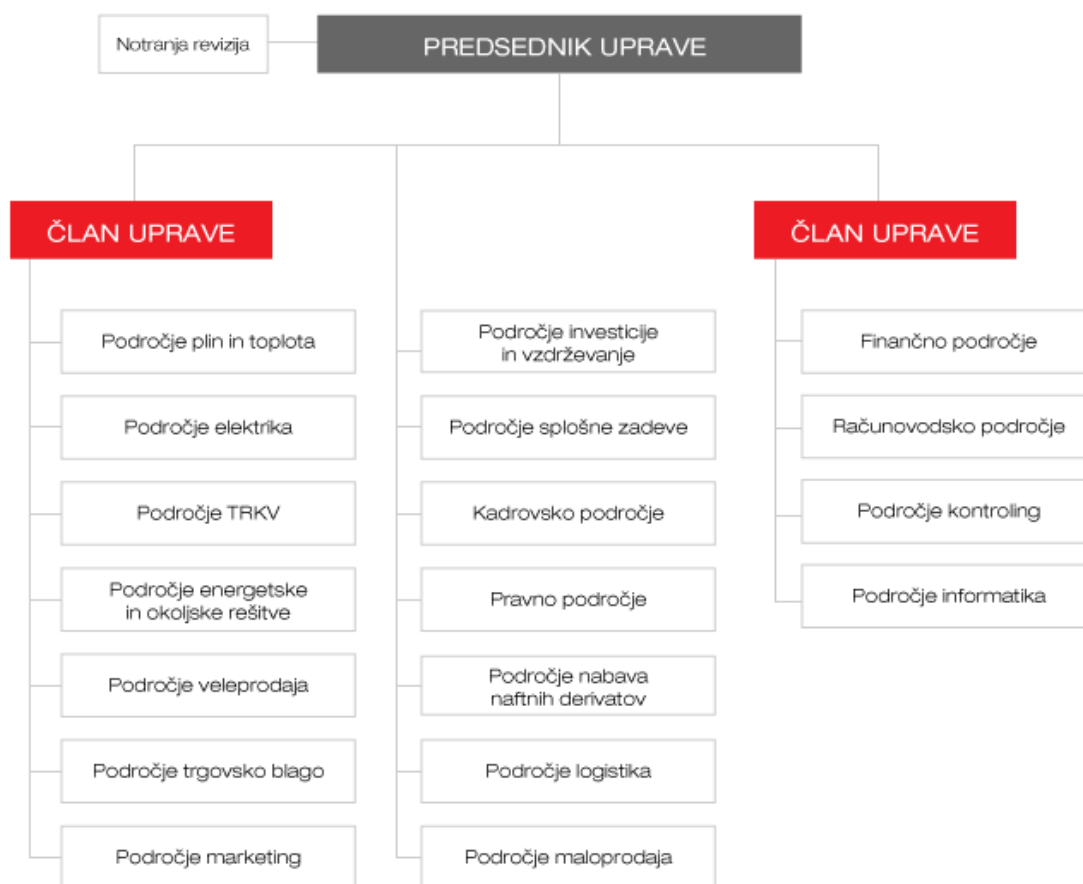 Notranja revizija
PREDSEDNIK UPRAVE
ČLAN UPRAVE
Področje plin in toplota
Področje elektrika
Področje TRKV
Področje energetske
in okoljske rešitve
Področje veleprodaja
Področje trgovsko blago
Področje marketing
Področje investicije
in vzdrževanje
Področje splošne zadeve
Kadrovsko področje
Pravno področje
Področje nabava
naftnih derivatov
Področje logistika
Področje maloprodaja
ČLAN UPRAVE
Finančno področje
Računovodsko področje
Področje kontroling
Področje informatika